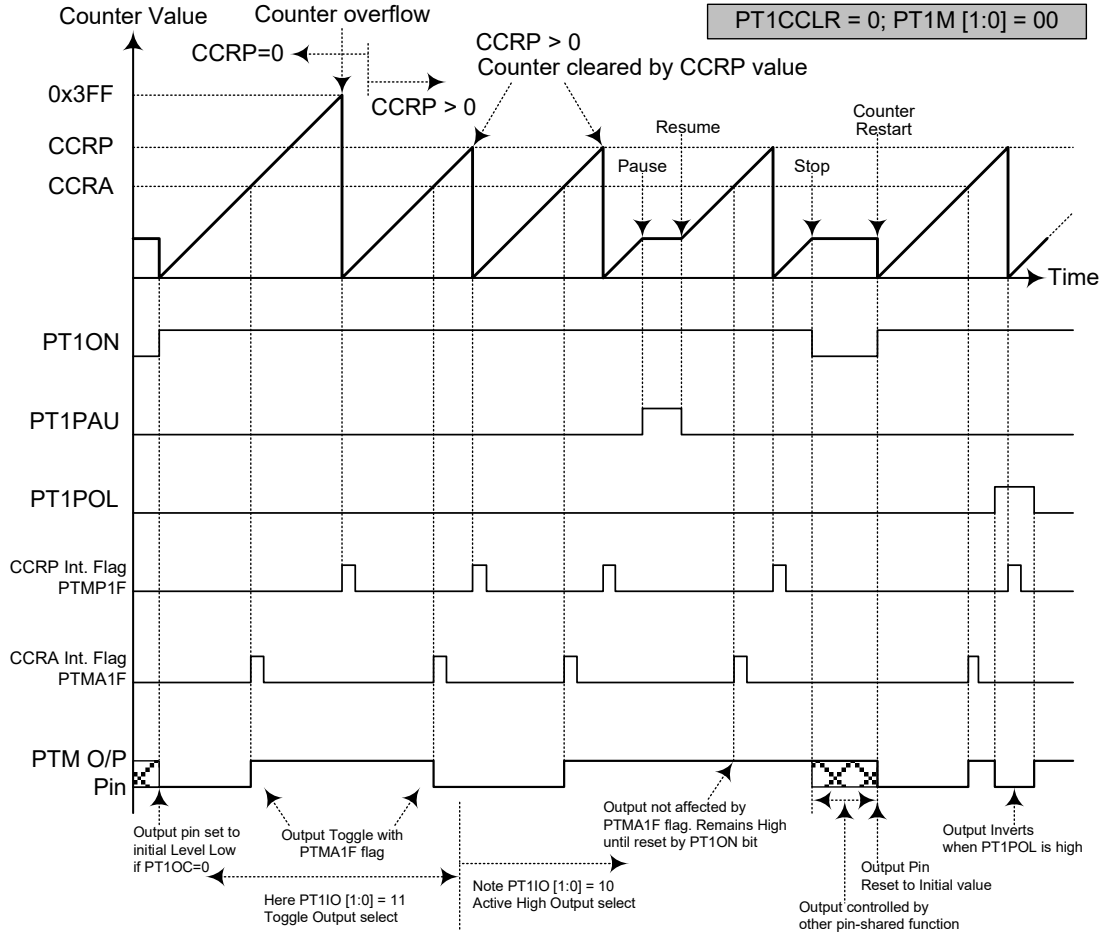 Counter Value
Counter overflow
PT1CCLR = 0; PT1M [1:0] = 00
CCRP=0
CCRP > 0
CCRP > 0
Counter cleared by CCRP value
0x3FF
CCRP
CCRA
Pause
Resume
Stop
Counter
Restart
Time
PT1ON
PT1PAU
PT1POL
CCRP Int. Flag
PTMP1F
CCRA Int. Flag
PTMA1F
PTM O/P
Pin
Output pin set to
initial Level Low
if PT1OC=0
Output Toggle with
PTMA1F flag
Here PT1IO [1:0] = 11
Toggle Output select
Note PT1IO [1:0] = 10
Active High Output select
Output not affected by
PTMA1F flag. Remains High
until reset by PT1ON bit
Output controlled by
other pin-shared function
Output Pin
Reset to Initial value
Output Inverts
when PT1POL is high